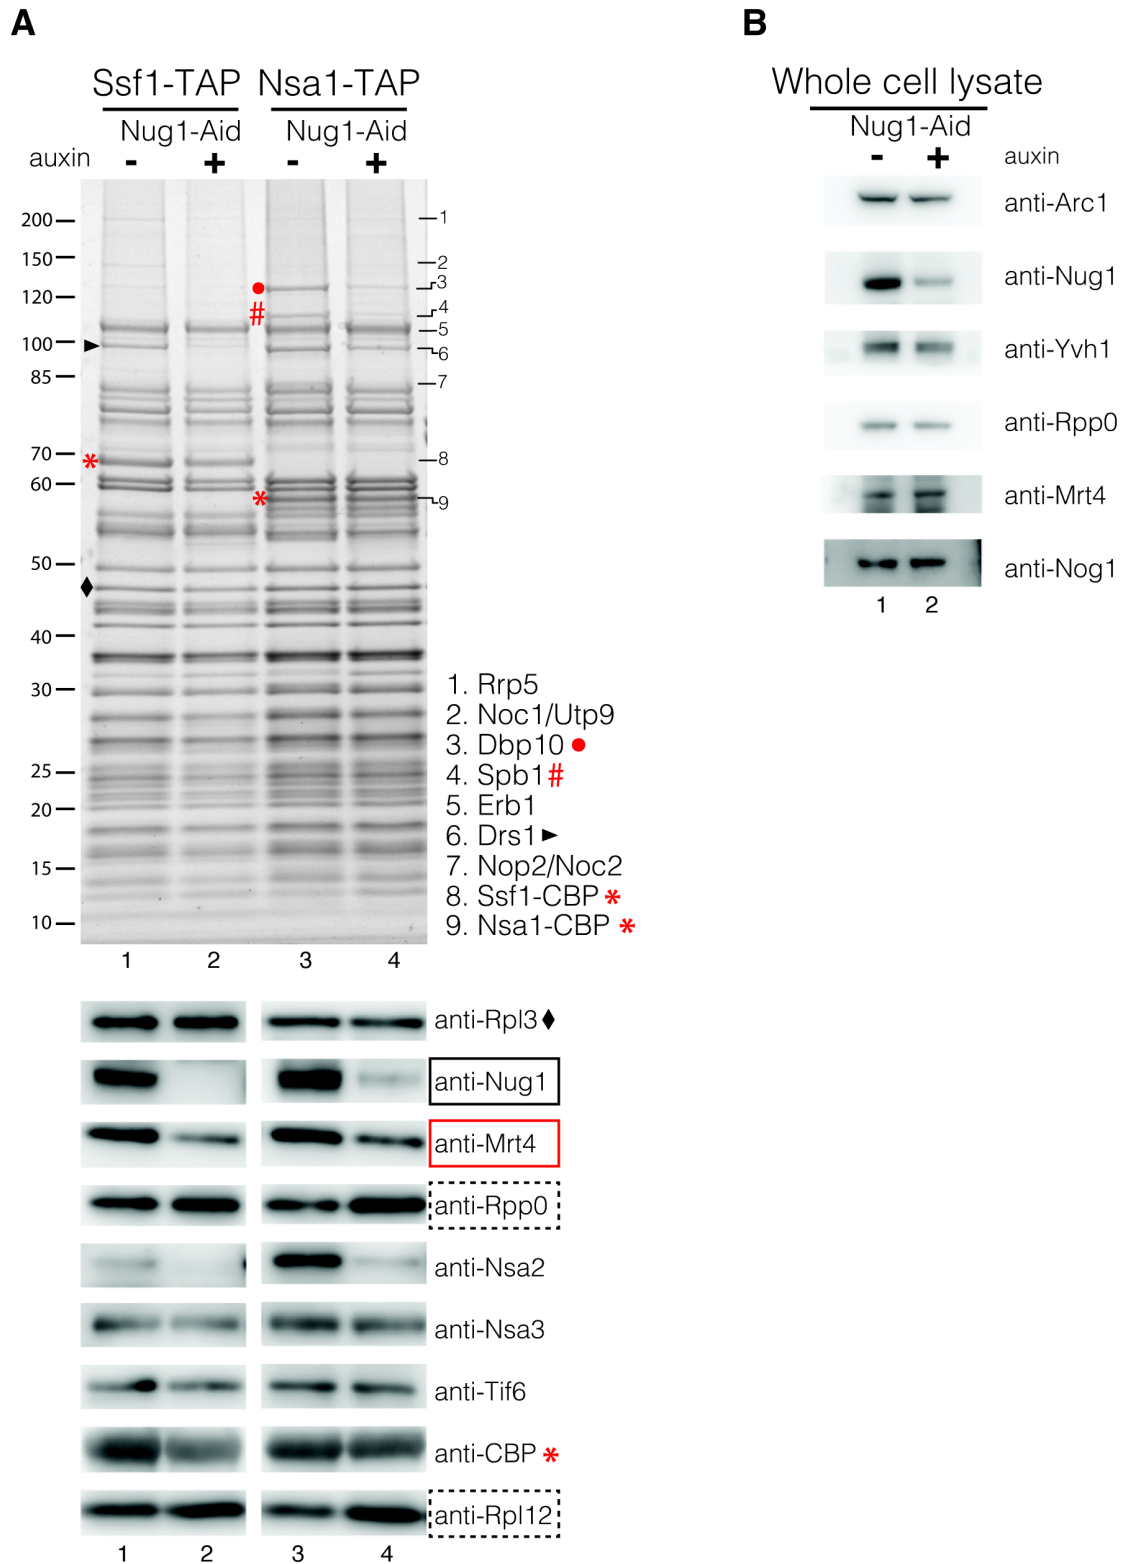 A
Ssf1-TAP Nsa1-TAP
Nug1-Aid Nug1-Aid
auxin - + - +
200
150
120
100
85
70
60
50
40
30
25
20
15
10
1
2
3
4
5
6
7
8
9
#
*
*
1. Rrp5
2. Noc1/Utp9
3. Dbp10
4. Spb1#
5. Erb1
6. Drs1
7. Nop2/Noc2
8. Ssf1-CBP *
9. Nsa1-CBP *
1 2 3 4
anti-Rpl3
anti-Nug1
anti-Mrt4
anti-Rpp0
anti-Nsa2
anti-Nsa3
anti-Tif6
anti-CBP *
anti-Rpl12
1 2 3 4
B
Whole cell lysate
Nug1-Aid
- + auxin
anti-Arc1
anti-Nug1
anti-Yvh1
anti-Rpp0
anti-Mrt4
anti-Nog1
1 2